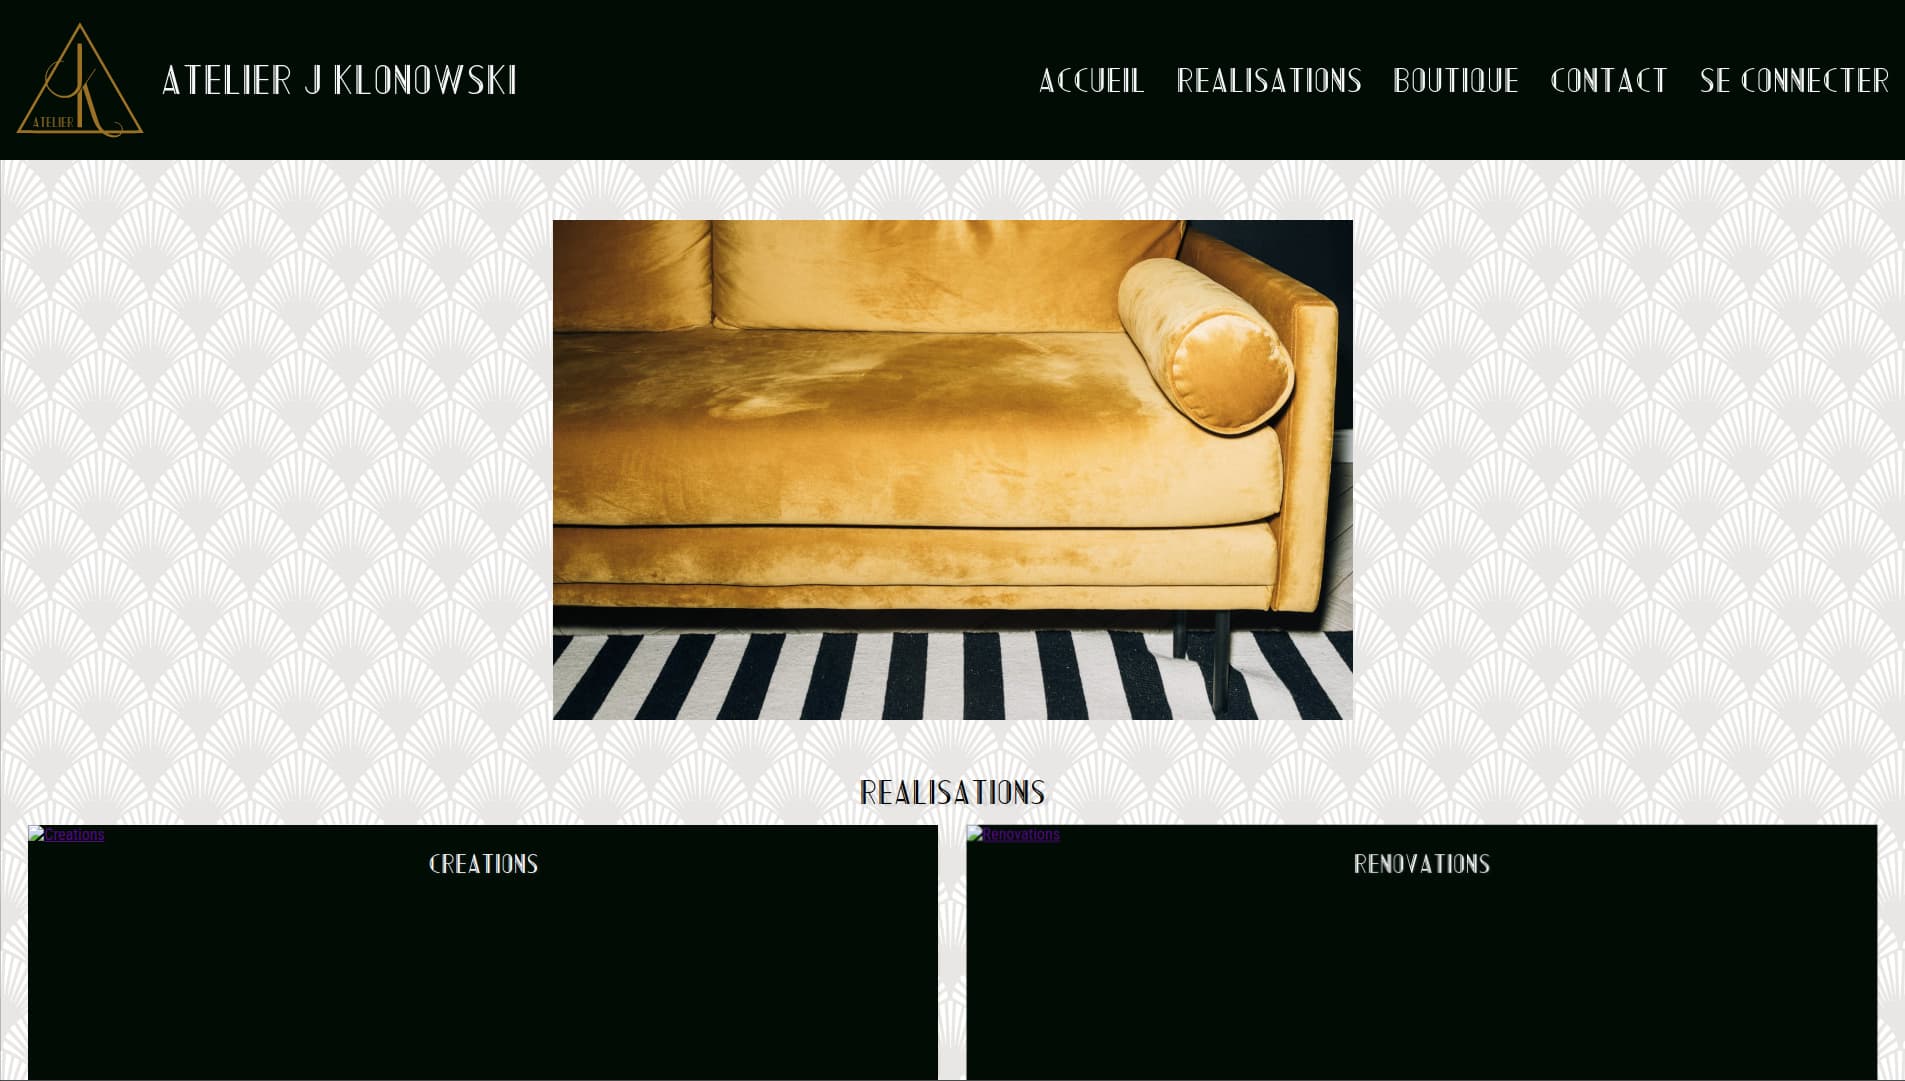 ATELIER
JK
ATELIER J KLONOWSKI
ACCUEIL REALISATIONS BOUTIQUE CONTACT SE CONNECTER
REALISATIONS
Creations
CREATIONS
Renovations
RENOVATIONS